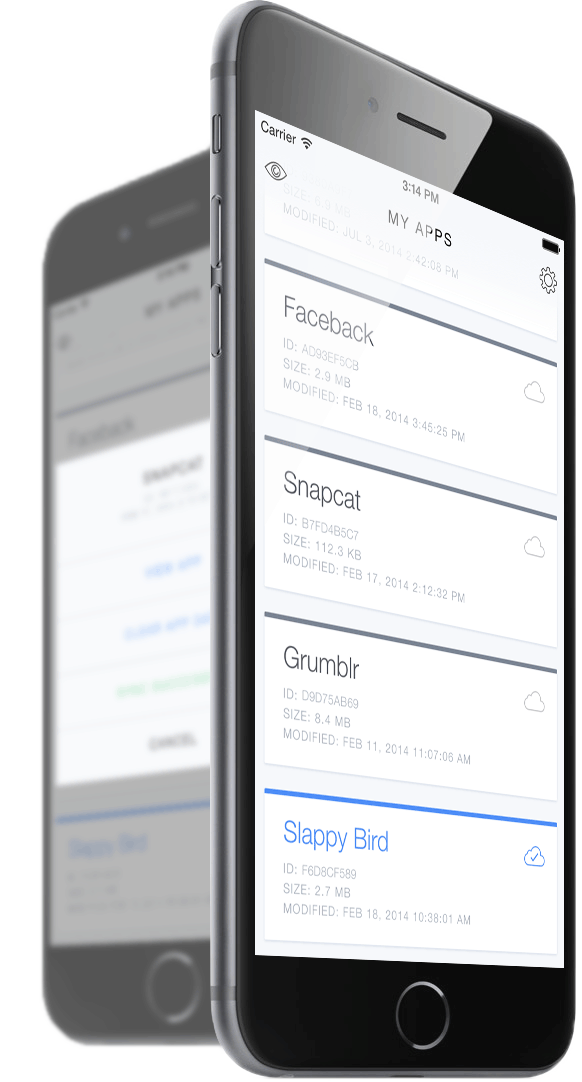 Carrier
3:14 PM
MY APPS
SIZE: 6.9 MB
MODIFIED: JUL 3, 2014 2:42:08 PM
Faceback
ID: AD93EF5CB
SIZE: 2.9 MB
MODIFIED: FEB 18, 2014 3:45:25 PM
Snapcat
ID: B7FD4B5C7
SIZE: 112.3 KB
MODIFIED: FEB 17, 2014 2:12:32 PM
Grumblr
ID: D9D75AB69
SIZE: 8.4 MB
MODIFIED: FEB 11, 2014 11:07:06 AM
Slappy Bird
ID: F6D8CF589
SIZE: 2.7 MB
MODIFIED: FEB 18, 2014 10:38:01 AM
MY APPS
Faceback
SNAPCAT
VIEW APP
CLEAR APP DA
CANCEL
Slappy Bird